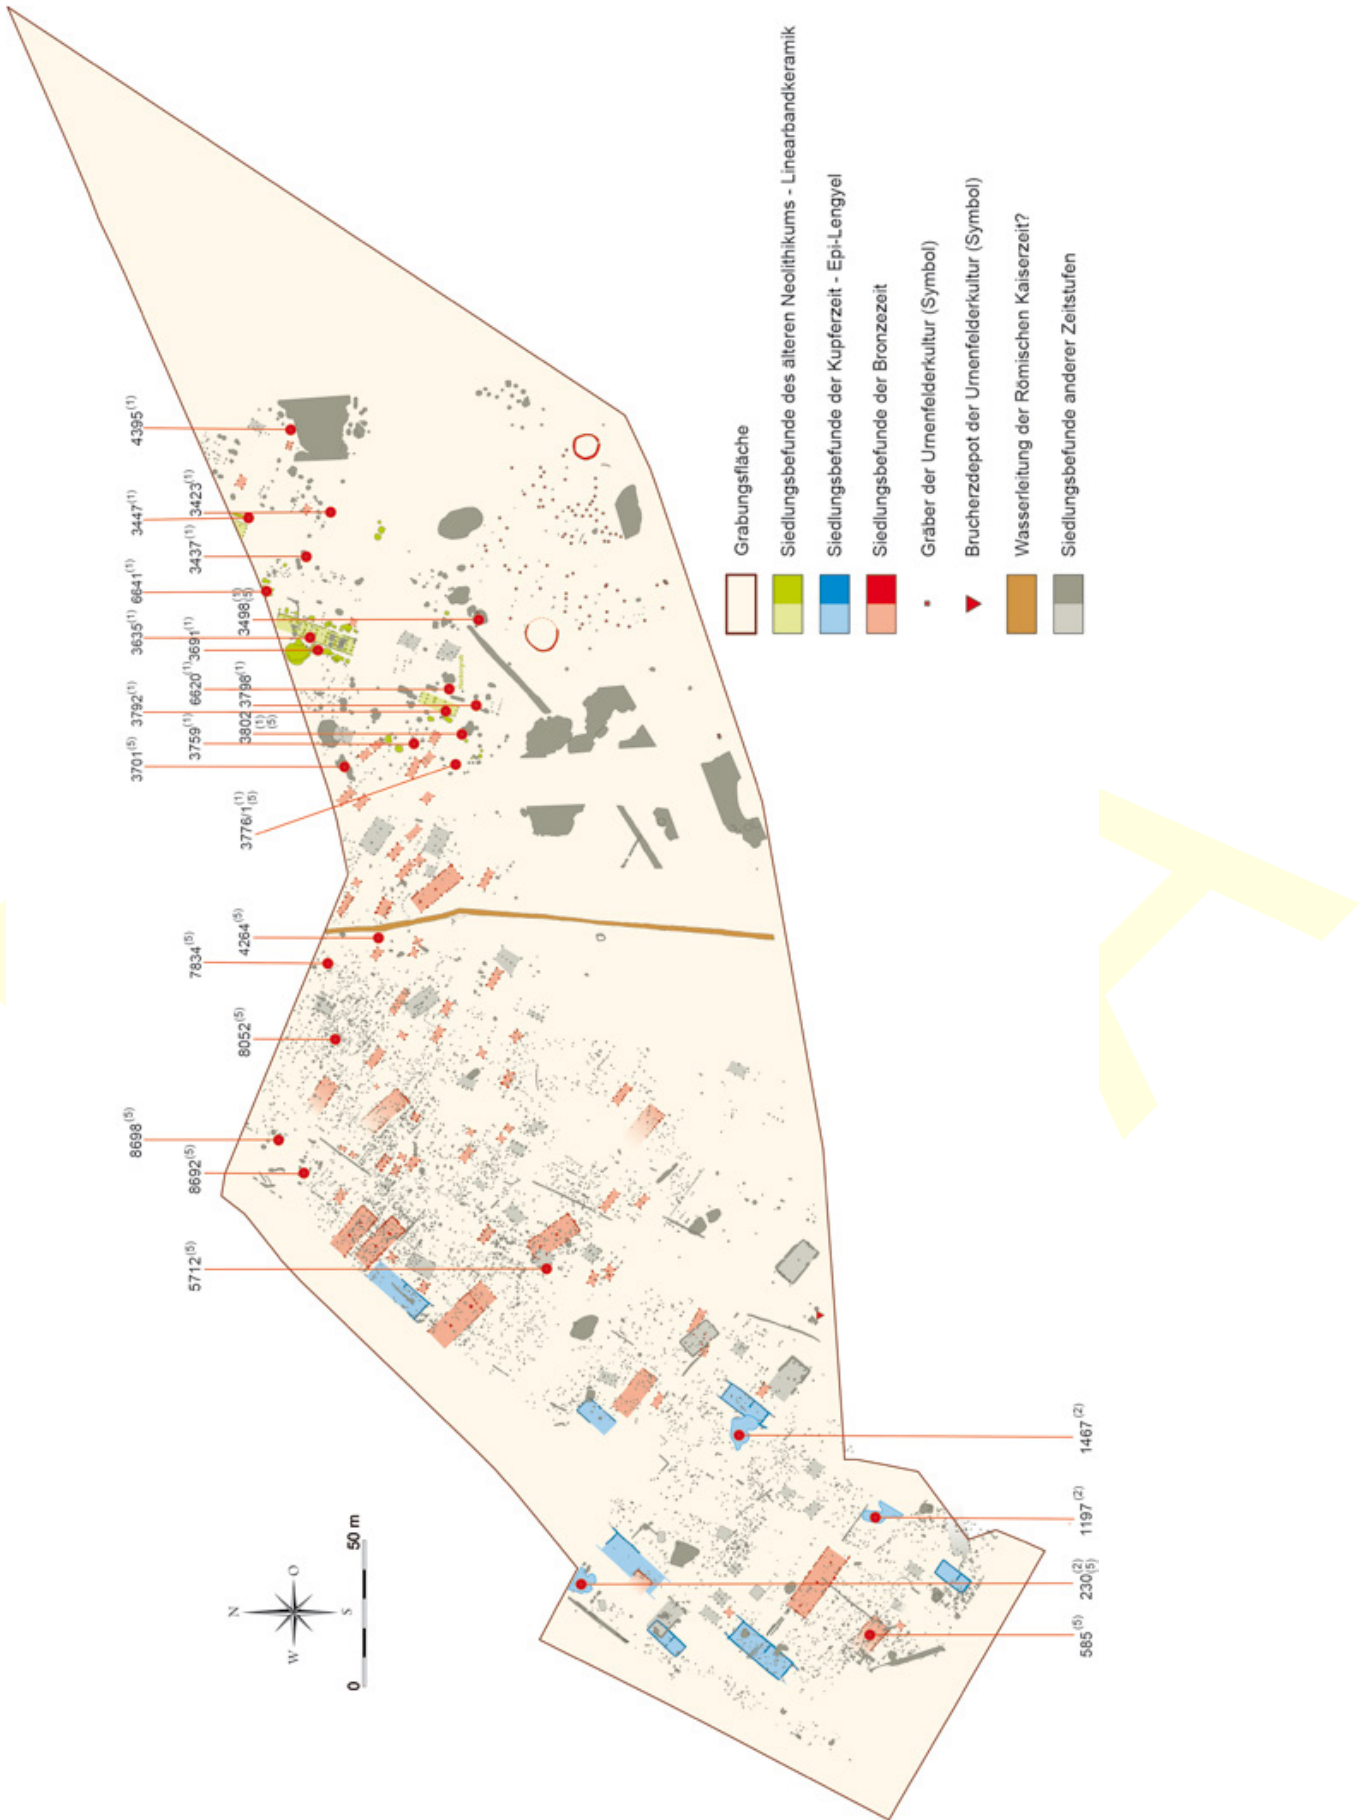 4395(1)
3447(1)
3423(1)
3437(1)
6641(1)
3498(1)(5)
3635(1)
3691(1)
6620(1)
3798(1)
3792(1)
3802(1)(5)
3759(1)
3701(5)
3776/1(1)(5)
4264(5)
7834(5)
8052(5)
8698(5)
8692(5)
5712(5)
1467(2)
1197(2)
230(2)(5)
585(5)
N
O
S
W
0
50 m
Grabungsfläche
Siedlungsbefunde des älteren Neolithikums - Linearbandkeramik
Siedlungsbefunde der Kupferzeit - Epi-Lengyel
Siedlungsbefunde der Bronzezeit
Gräber der Urnenfelderkultur (Symbol)
Brucherzdepot der Urnenfelderkultur (Symbol)
Wasserleitung der Römischen Kaiserzeit?
Siedlungsbefunde anderer Zeitstufen